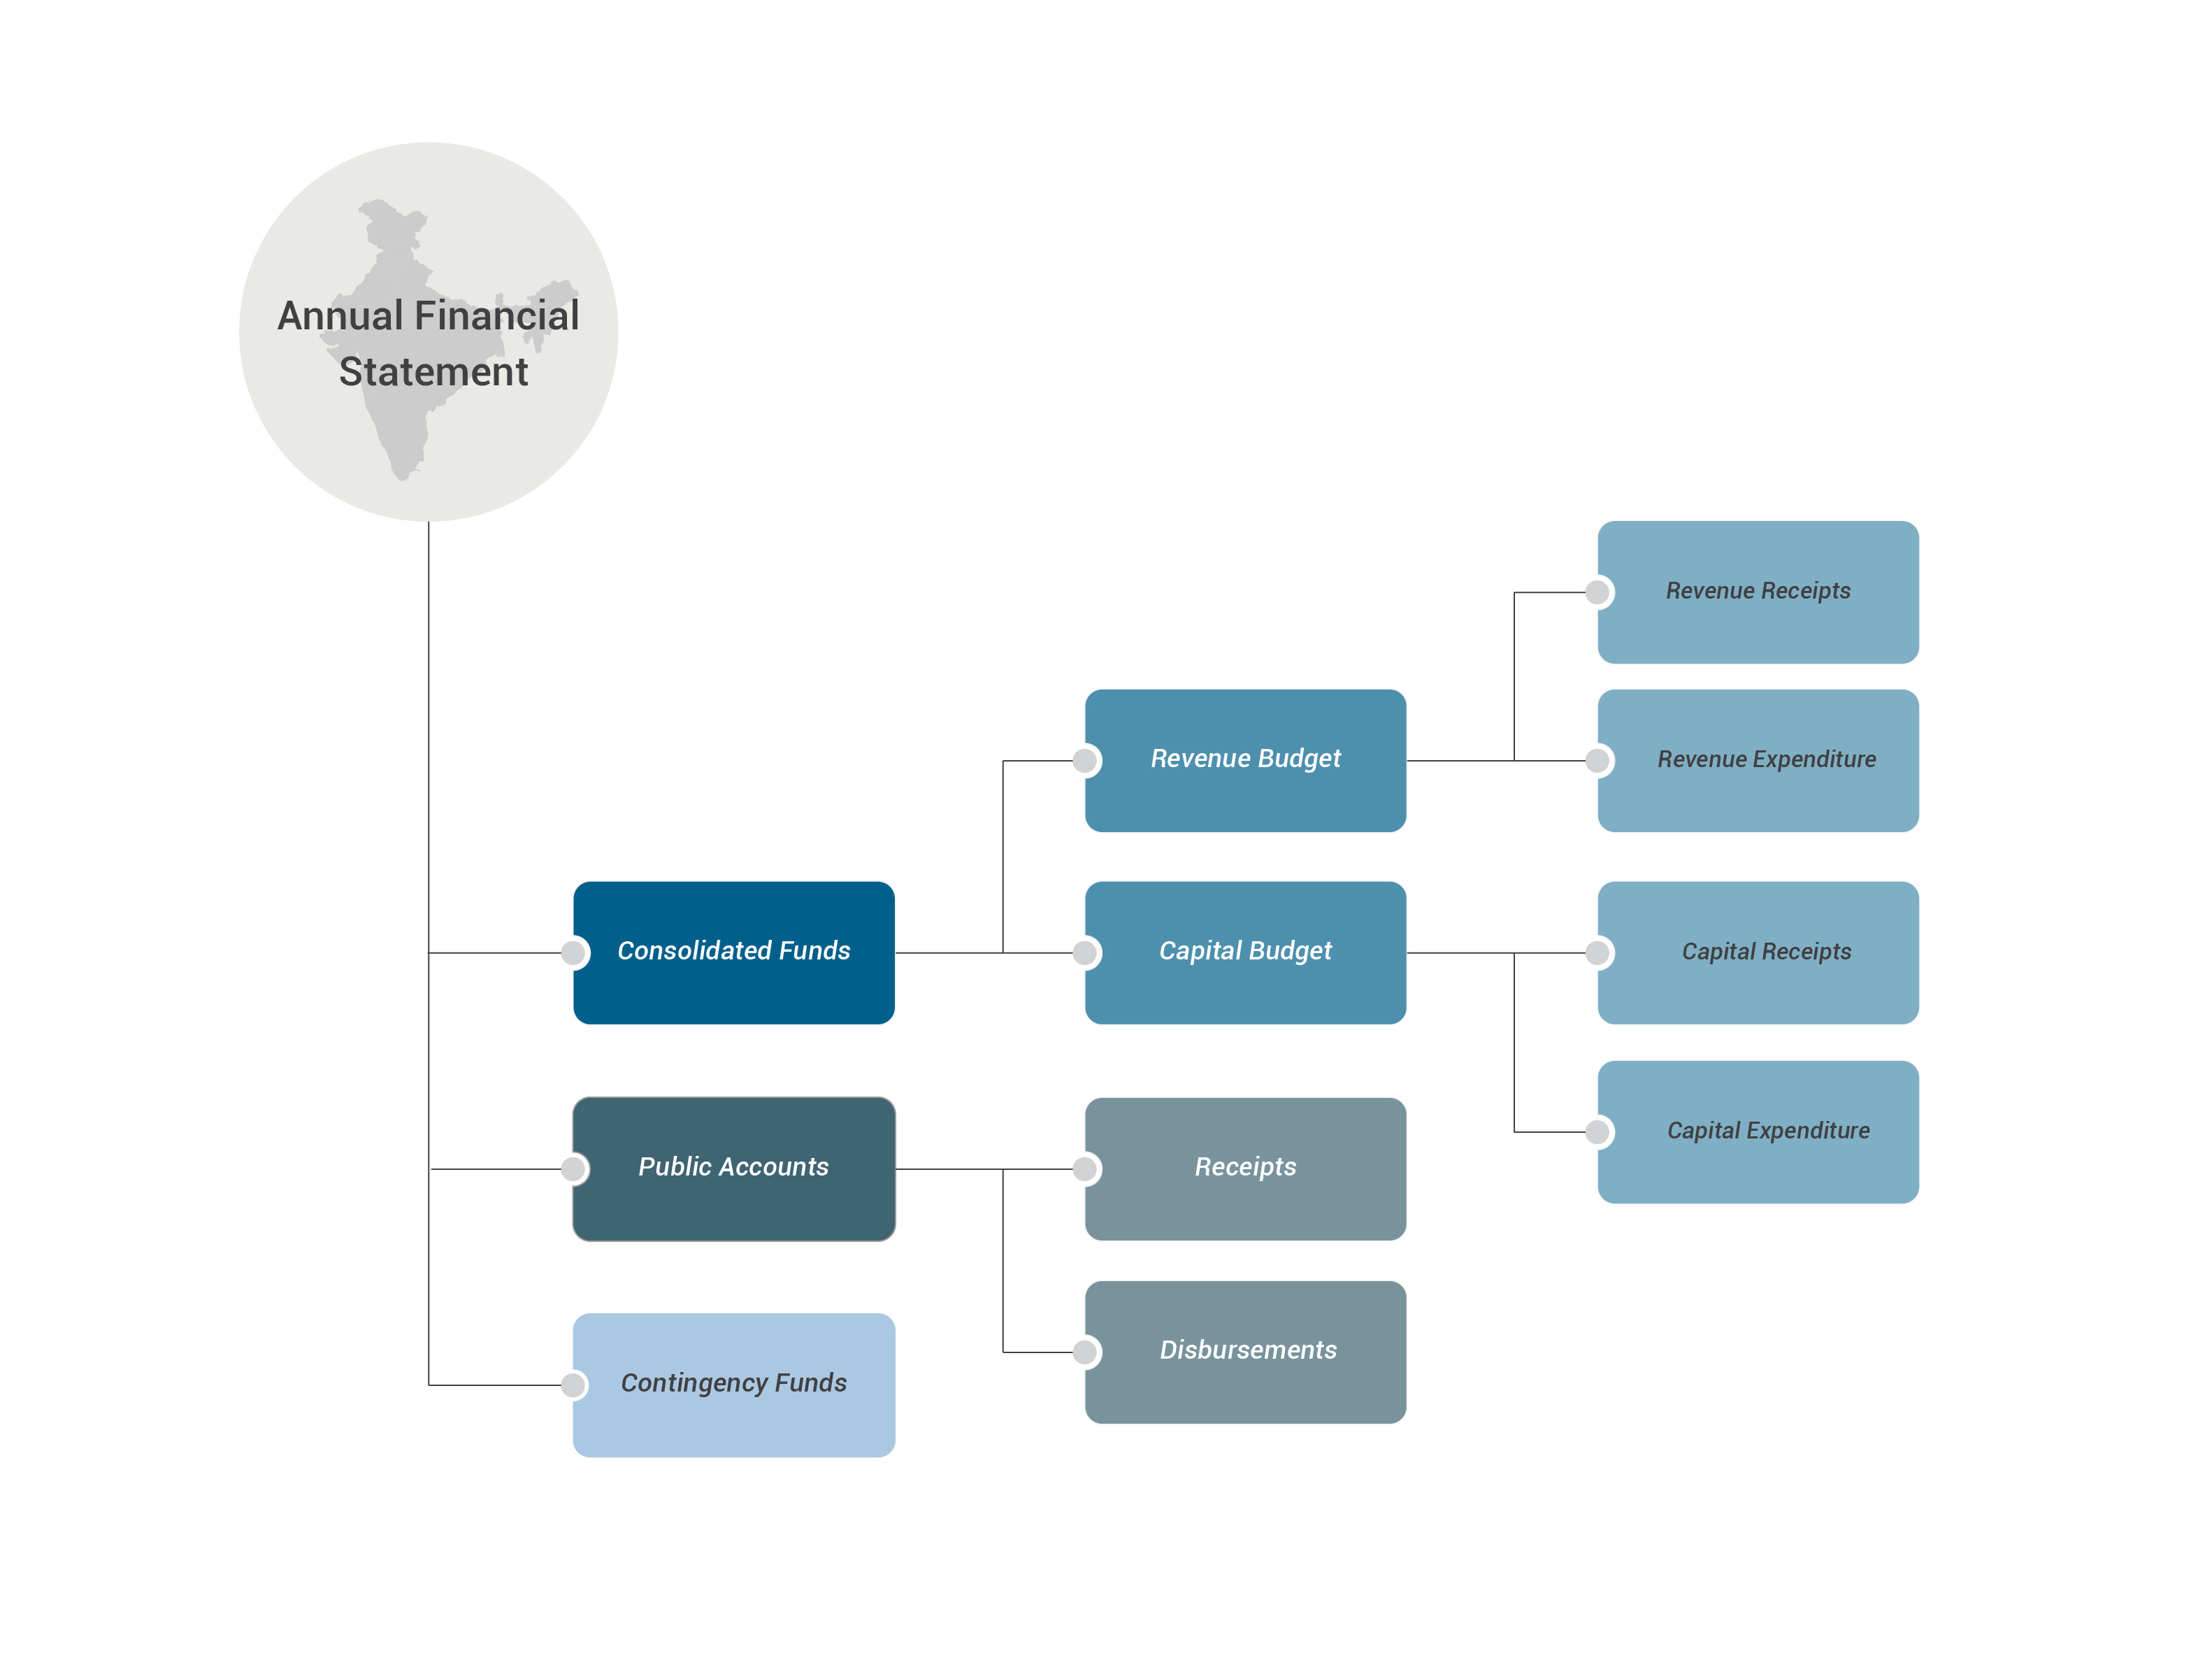 Annual Financial
Statement
Revenue Receipts
Revenue Budget
Revenue Expenditure
Consolidated Funds
Capital Budget
Capital Receipts
Capital Expenditure
Public Accounts
Receipts
Disbursements
Contingency Funds